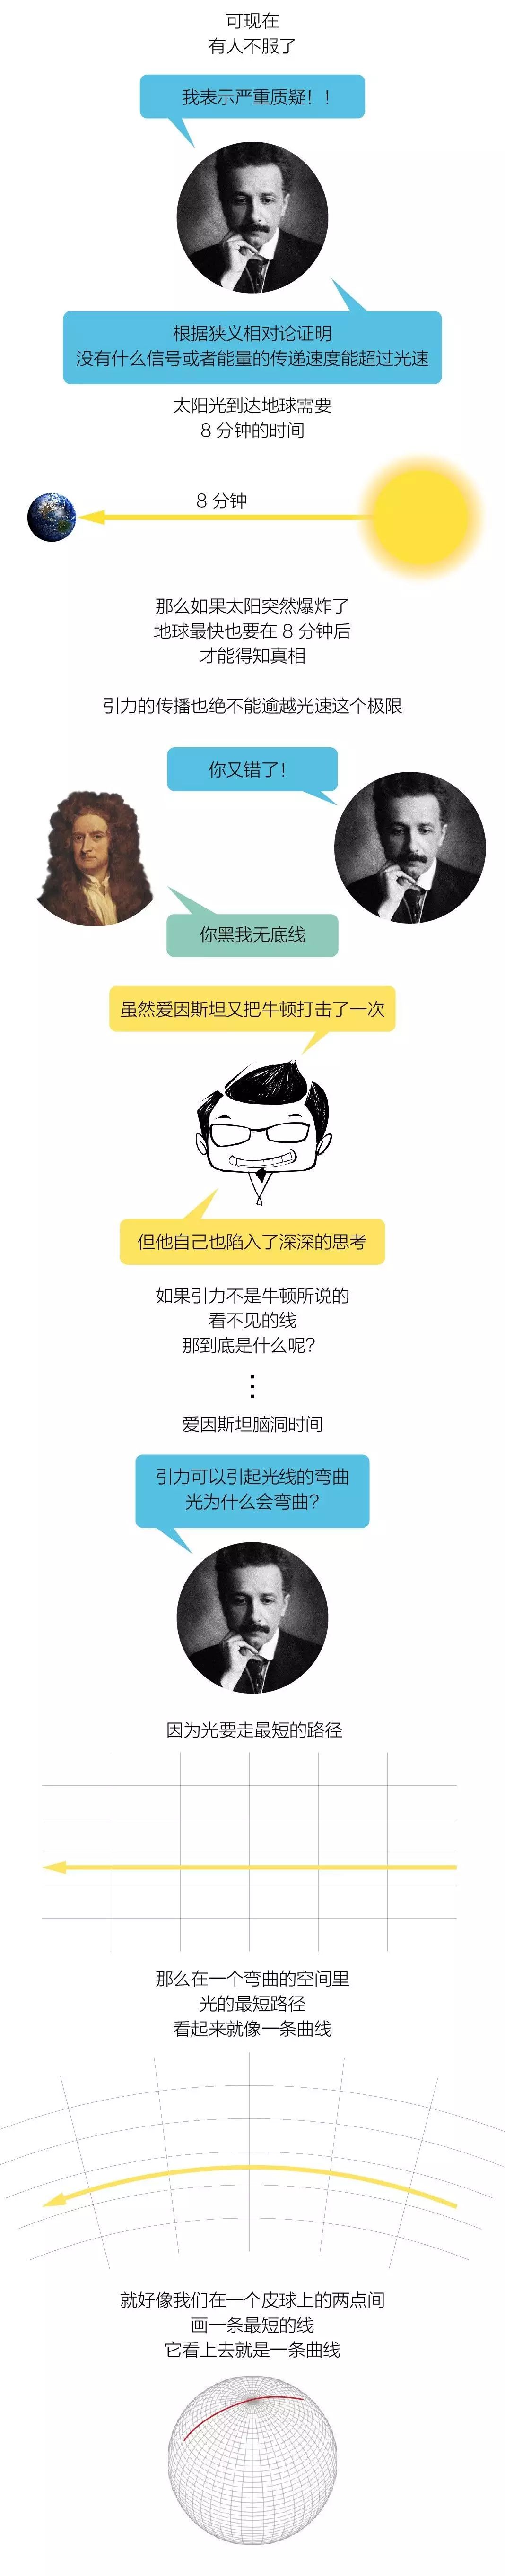 可现在
有人不服了
我表示严重质疑！！
根据狭义相对论证明
没有什么信号或者能量的传递速度能超过光速
太阳光到达地球需要
8 分钟的时间
8 分钟
那么如果太阳突然爆炸了
地球最快也要在 8 分钟后
才能得知真相
引力的传播也绝不能逾越光速这个极限
你又错了！
你黑我无底线
虽然爱因斯坦又把牛顿打击了一次
但他自己也陷入了深深的思考
如果引力不是牛顿所说的
看不见的线
那到底是什么呢？
⋮
爱因斯坦脑洞时间
引力可以引起光线的弯曲
光为什么会弯曲？
因为光要走最短的路径
那么在一个弯曲的空间里
光的最短路径
看起来就像一条曲线
就好像我们在一个皮球上的两点间
画一条最短的线
它看上去就是一条曲线